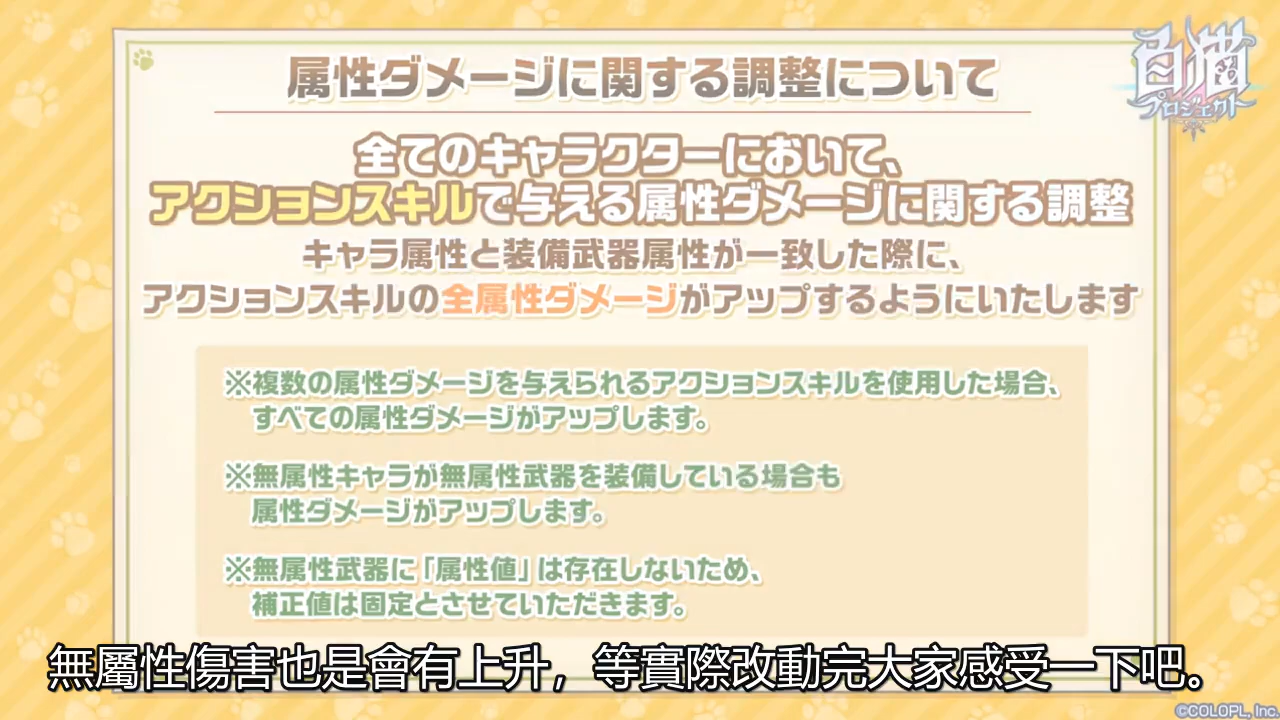 白猫
プロジェクト
属性ダメージに関する調整について
全てのキャラクターにおいて、
アクションスキルで与える属性ダメージに関する調整
キャラ属性と装備武器属性が一致した際に、
アクションスキルの全属性ダメージがアップするようにいたします
※複数の属性ダメージを与えられるアクションスキルを使用した場合、
すべての属性ダメージがアップします。
※無属性キャラが無属性武器を装備している場合も
属性ダメージがアップします。
※無属性武器に「属性値」は存在しないため、
補正値は固定とさせていただきます。
無屬性傷害也是會有上升，等實際改動完大家感受一下吧。
©COLOPL, Inc.